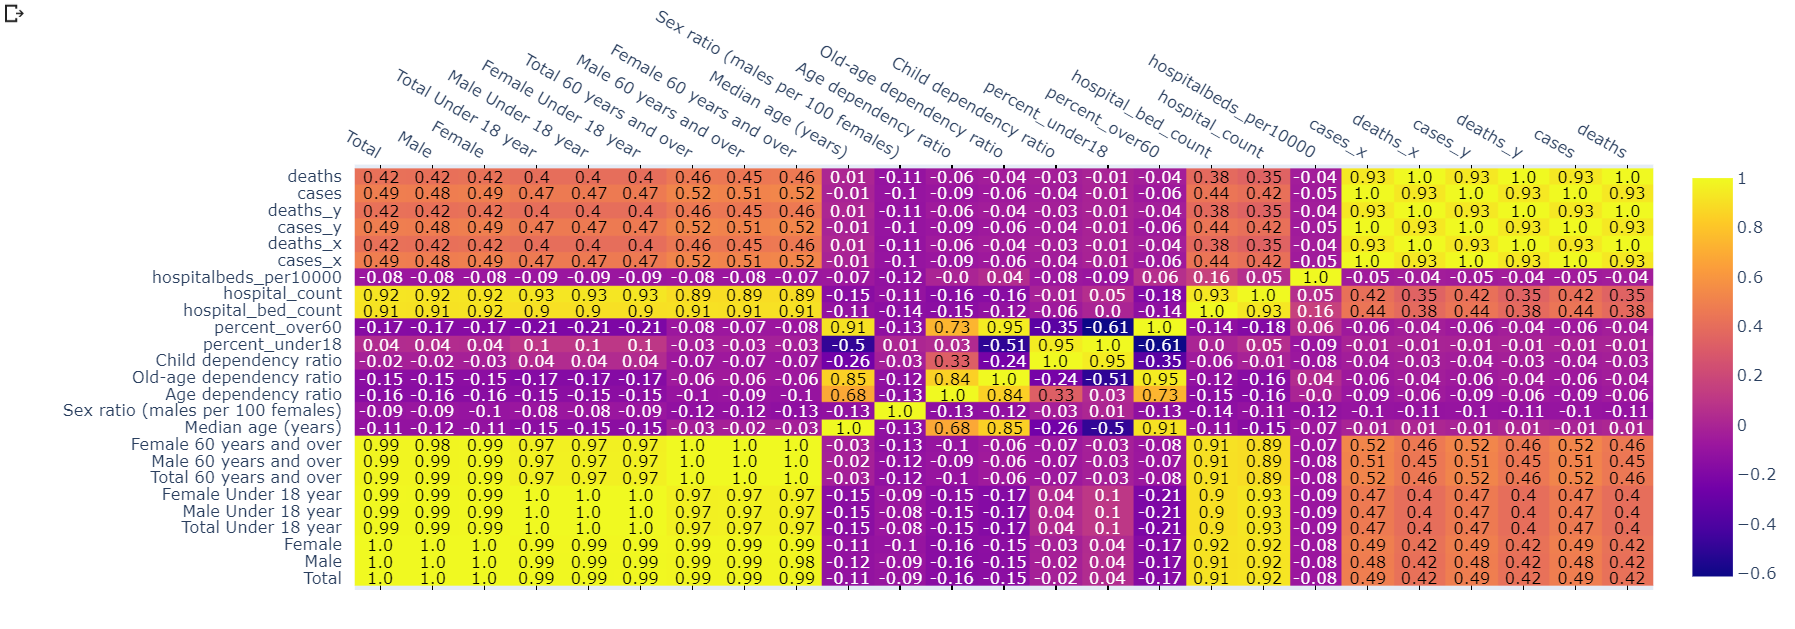 Total
Male
Female
Total Under 18 year
Male Under 18 year
Female Under 18 year
Total 60 years and over
Male 60 years and over
Female 60 years and over
Median age (years)
Sex ratio (males per 100 females)
Age dependency ratio
Old-age dependency ratio
Child dependency ratio
percent_under18
percent_over60
hospital_bed_count
hospital_count
hospitalbeds_per10000
cases_x
deaths_x
cases_y
deaths_y
cases
deaths
deaths 0.42 0.42 0.42 0.4 0.4 0.4 0.46 0.45 0.46 0.01 -0.11 -0.06 -0.04 -0.03 -0.01 -0.04 0.38 0.35 -0.04 0.93 1.0 0.93 1.0 0.93 1.0
cases 0.49 0.48 0.49 0.47 0.47 0.47 0.52 0.51 0.52 -0.01 -0.1 -0.09 -0.06 -0.04 -0.01 -0.06 0.44 0.42 -0.05 1.0 0.93 1.0 0.93 1.0 0.93
deaths_y 0.42 0.42 0.42 0.4 0.4 0.4 0.46 0.45 0.46 0.01 -0.11 -0.06 -0.04 -0.03 -0.01 -0.04 0.38 0.35 -0.04 0.93 1.0 0.93 1.0 0.93 1.0
cases_y 0.49 0.48 0.49 0.47 0.47 0.47 0.52 0.51 0.52 -0.01 -0.1 -0.09 -0.06 -0.04 -0.01 -0.06 0.44 0.42 -0.05 1.0 0.93 1.0 0.93 1.0 0.93
deaths_x 0.42 0.42 0.42 0.4 0.4 0.4 0.46 0.45 0.46 0.01 -0.11 -0.06 -0.04 -0.03 -0.01 -0.04 0.38 0.35 -0.04 0.93 1.0 0.93 1.0 0.93 1.0
cases_x 0.49 0.48 0.49 0.47 0.47 0.47 0.52 0.51 0.52 -0.01 -0.1 -0.09 -0.06 -0.04 -0.01 -0.06 0.44 0.42 -0.05 1.0 0.93 1.0 0.93 1.0 0.93
hospitalbeds_per10000 -0.08 -0.08 -0.08 -0.09 -0.09 -0.09 -0.08 -0.08 -0.07 -0.07 -0.12 -0.0 0.04 -0.08 -0.09 0.06 0.16 0.05 1.0 -0.05 -0.04 -0.05 -0.04 -0.05 -0.04
hospital_count 0.92 0.92 0.92 0.93 0.93 0.93 0.89 0.89 0.89 -0.15 -0.11 -0.16 -0.16 -0.01 0.05 -0.18 0.93 1.0 0.05 0.42 0.35 0.42 0.35 0.42 0.35
hospital_bed_count 0.91 0.91 0.92 0.9 0.9 0.9 0.91 0.91 0.91 -0.11 -0.14 -0.15 -0.12 -0.06 0.0 -0.14 1.0 0.93 0.16 0.44 0.38 0.44 0.38 0.44 0.38
percent_over60 -0.17 -0.17 -0.17 -0.21 -0.21 -0.21 -0.08 -0.07 -0.08 0.91 -0.13 0.73 0.95 -0.35 -0.61 1.0 -0.14 -0.18 0.06 -0.06 -0.04 -0.06 -0.04 -0.06 -0.04
percent_under18 0.04 0.04 0.04 0.1 0.1 0.1 -0.03 -0.03 -0.03 -0.5 0.01 0.03 -0.51 0.95 1.0 -0.61 0.0 0.05 -0.09 -0.01 -0.01 -0.01 -0.01 -0.01 -0.01
Child dependency ratio -0.02 -0.02 -0.03 0.04 0.04 0.04 -0.07 -0.07 -0.07 -0.26 -0.03 0.33 -0.24 1.0 0.95 -0.35 -0.06 -0.01 -0.08 -0.04 -0.03 -0.04 -0.03 -0.04 -0.03
Old-age dependency ratio -0.15 -0.15 -0.15 -0.17 -0.17 -0.17 -0.06 -0.06 -0.06 0.85 -0.12 0.84 1.0 -0.24 -0.51 0.95 -0.12 -0.16 0.04 -0.06 -0.04 -0.06 -0.04 -0.06 -0.04
Age dependency ratio -0.16 -0.16 -0.16 -0.15 -0.15 -0.15 -0.1 -0.09 -0.1 0.68 -0.13 1.0 0.84 0.33 0.03 0.73 -0.15 -0.16 -0.0 -0.09 -0.06 -0.09 -0.06 -0.09 -0.06
Sex ratio (males per 100 females) -0.09 -0.09 -0.1 -0.08 -0.08 -0.09 -0.12 -0.12 -0.13 -0.13 1.0 -0.13 -0.12 -0.03 0.01 -0.13 -0.14 -0.11 -0.12 -0.1 -0.11 -0.1 -0.11 -0.1 -0.11
Median age (years) -0.11 -0.12 -0.11 -0.15 -0.15 -0.15 -0.03 -0.02 -0.03 1.0 -0.13 0.68 0.85 -0.26 -0.5 0.91 -0.11 -0.15 -0.07 -0.01 0.01 -0.01 0.01 -0.01 0.01
Female 60 years and over 0.99 0.98 0.99 0.97 0.97 0.97 1.0 1.0 1.0 -0.03 -0.13 -0.1 -0.06 -0.07 -0.03 -0.08 0.91 0.89 -0.07 0.52 0.46 0.52 0.46 0.52 0.46
Male 60 years and over 0.99 0.99 0.99 0.97 0.97 0.97 1.0 1.0 1.0 -0.02 -0.12 -0.09 -0.06 -0.07 -0.03 -0.07 0.91 0.89 -0.08 0.51 0.45 0.51 0.45 0.51 0.45
Total 60 years and over 0.99 0.99 0.99 0.97 0.97 0.97 1.0 1.0 1.0 -0.03 -0.12 -0.1 -0.06 -0.07 -0.03 -0.08 0.91 0.89 -0.08 0.52 0.46 0.52 0.46 0.52 0.46
Female Under 18 year 0.99 0.99 0.99 1.0 1.0 1.0 0.97 0.97 0.97 -0.15 -0.09 -0.15 -0.17 0.04 0.1 -0.21 0.9 0.93 -0.09 0.47 0.4 0.47 0.4 0.47 0.4
Male Under 18 year 0.99 0.99 0.99 1.0 1.0 1.0 0.97 0.97 0.97 -0.15 -0.08 -0.15 -0.17 0.04 0.1 -0.21 0.9 0.93 -0.09 0.47 0.4 0.47 0.4 0.47 0.4
Total Under 18 year 0.99 0.99 0.99 1.0 1.0 1.0 0.97 0.97 0.97 -0.15 -0.08 -0.15 -0.17 0.04 0.1 -0.21 0.9 0.93 -0.09 0.47 0.4 0.47 0.4 0.47 0.4
Female 1.0 1.0 1.0 0.99 0.99 0.99 0.99 0.99 0.99 -0.11 -0.1 -0.16 -0.15 -0.03 0.04 -0.17 0.92 0.92 -0.08 0.49 0.42 0.49 0.42 0.49 0.42
Male 1.0 1.0 1.0 0.99 0.99 0.99 0.99 0.99 0.98 -0.12 -0.09 -0.16 -0.15 -0.02 0.04 -0.17 0.91 0.92 -0.08 0.48 0.42 0.48 0.42 0.48 0.42
Total 1.0 1.0 1.0 0.99 0.99 0.99 0.99 0.99 0.99 -0.11 -0.09 -0.16 -0.15 -0.02 0.04 -0.17 0.91 0.92 -0.08 0.49 0.42 0.49 0.42 0.49 0.42
1
0.8
0.6
0.4
0.2
0
−0.2
−0.4
−0.6